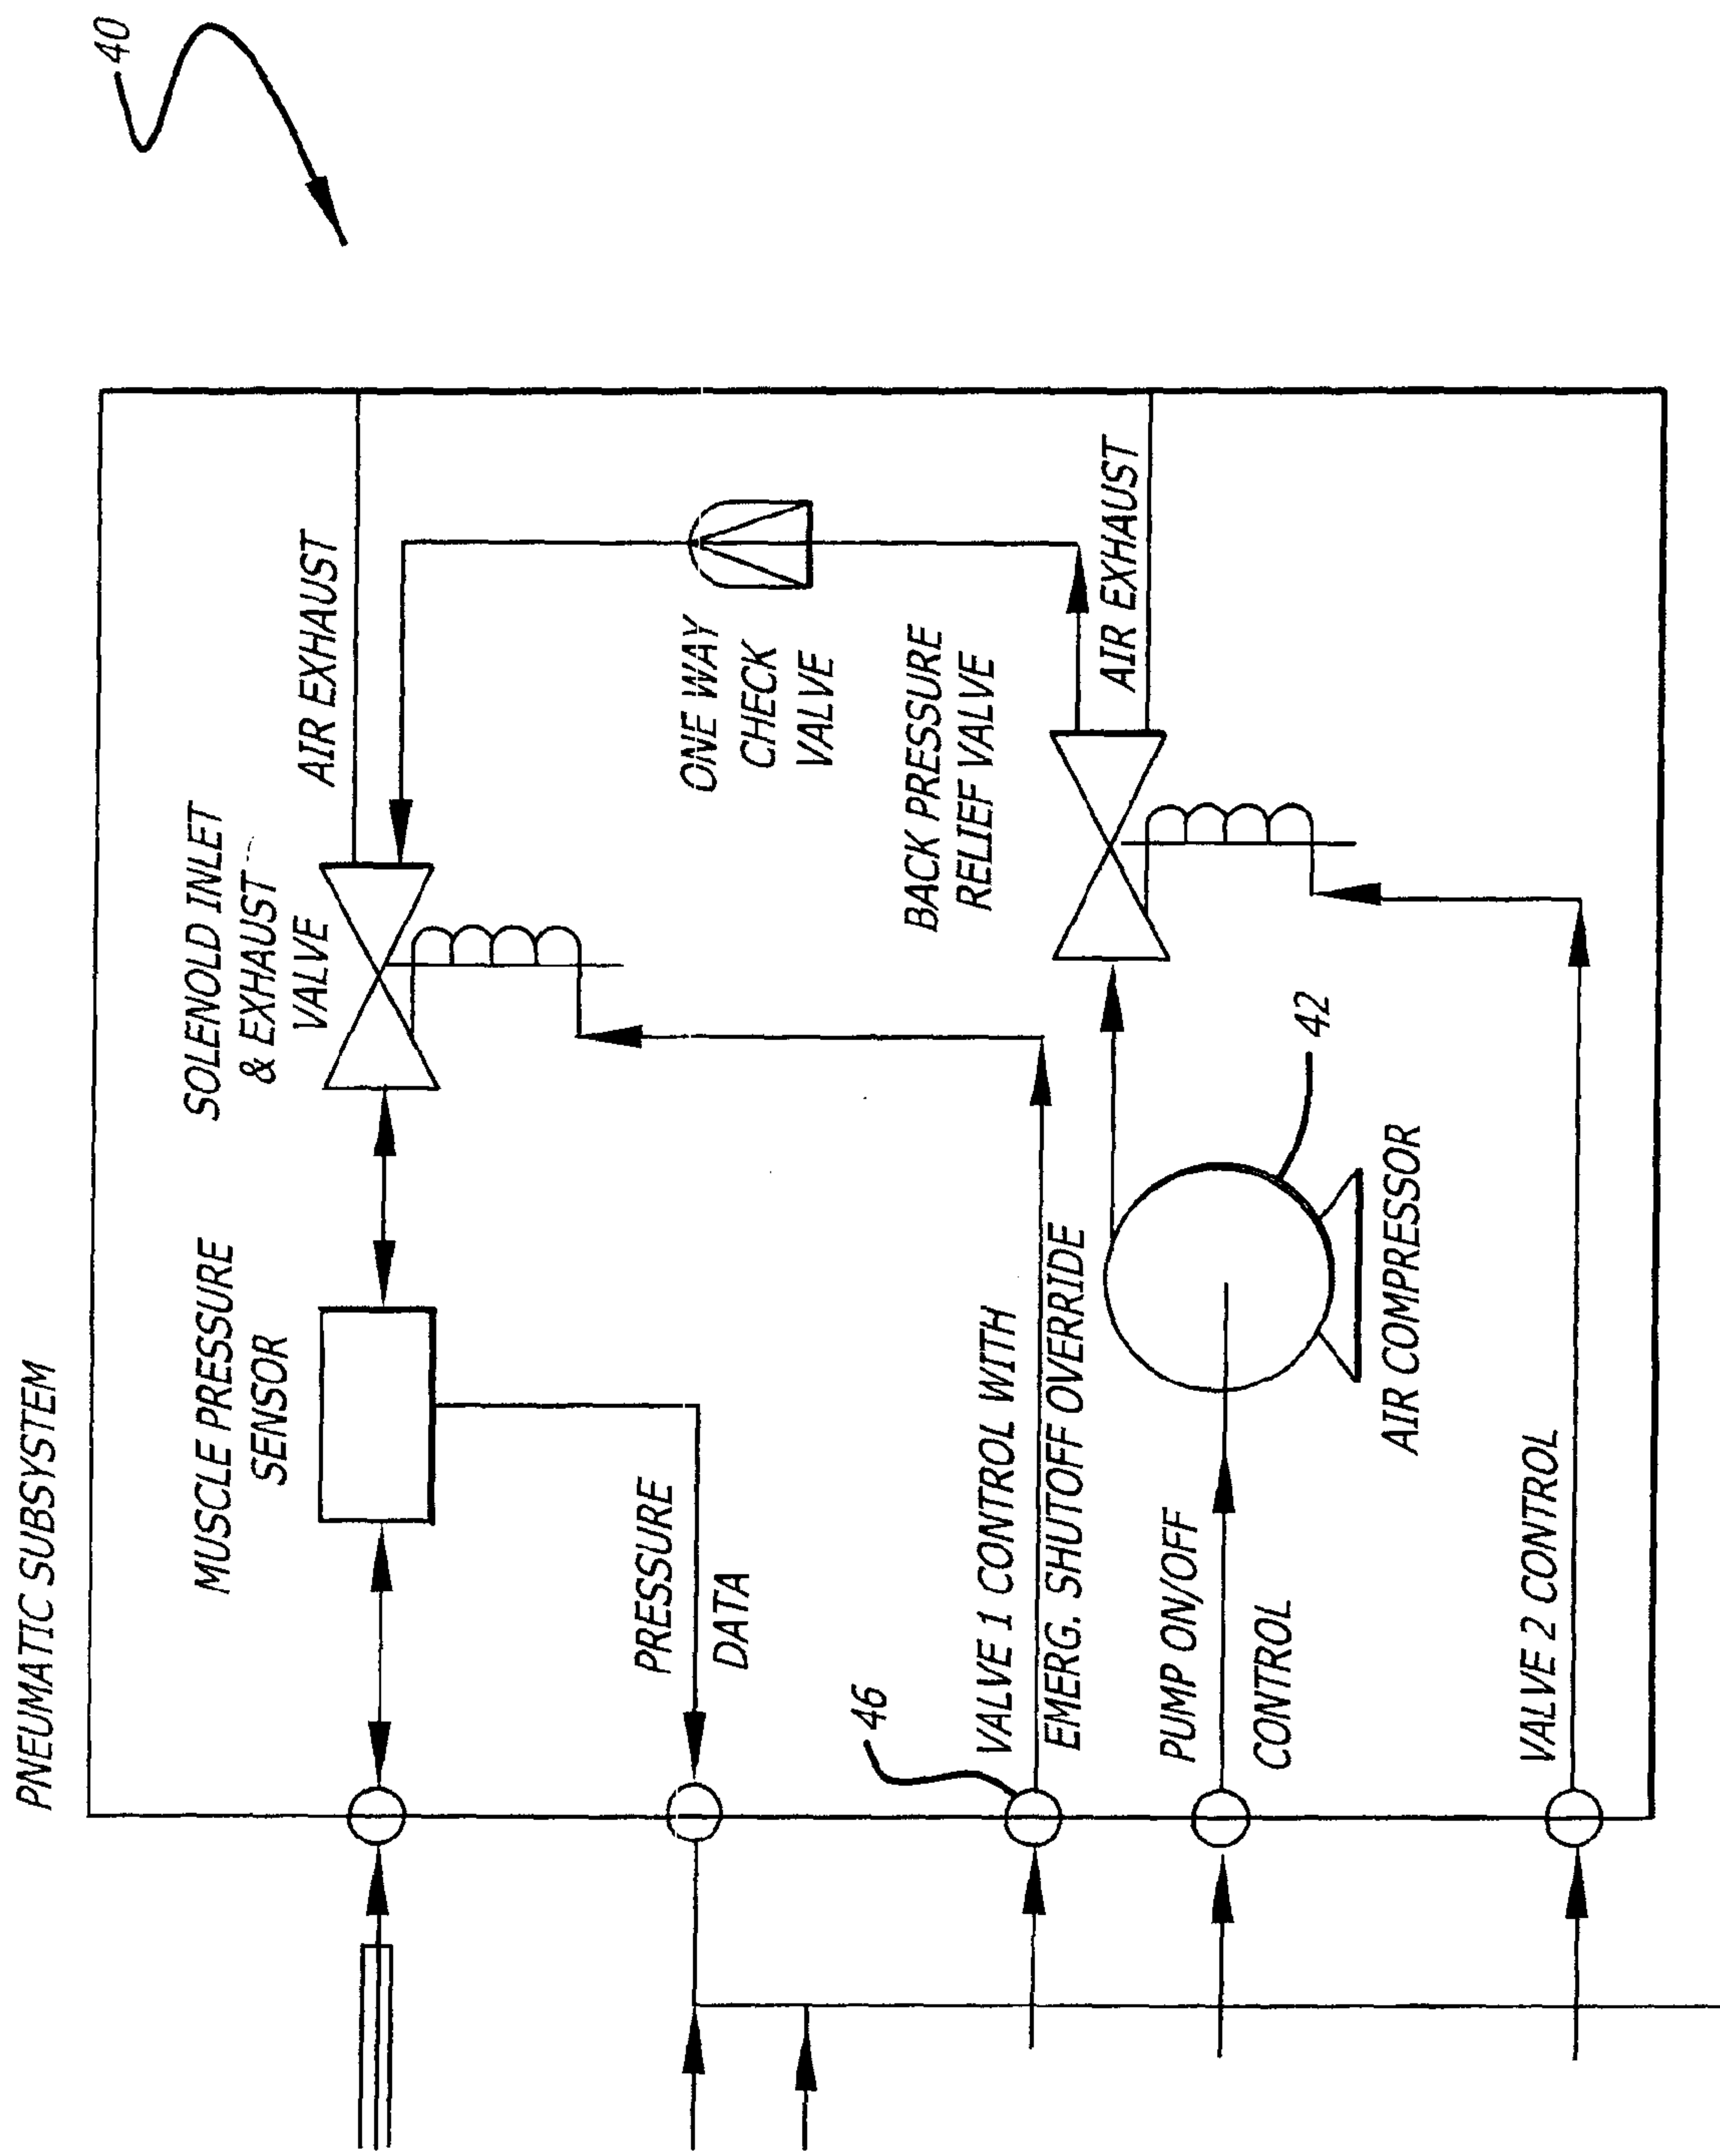 PNEUMATIC SUBSYSTEM
40
MUSCLE PRESSURE
SENSOR
SOLENOLD INLET
& EXHAUST
VALVE
AIR EXHAUST
PRESSURE
DATA
ONE WAY
CHECK
VALVE
46
VALVE 1 CONTROL WITH
EMERG. SHUTOFF OVERRIDE
BACK PRESSURE
RELIEF VALVE
AIR EXHAUST
PUMP ON/OFF
CONTROL
42
AIR COMPRESSOR
VALVE 2 CONTROL